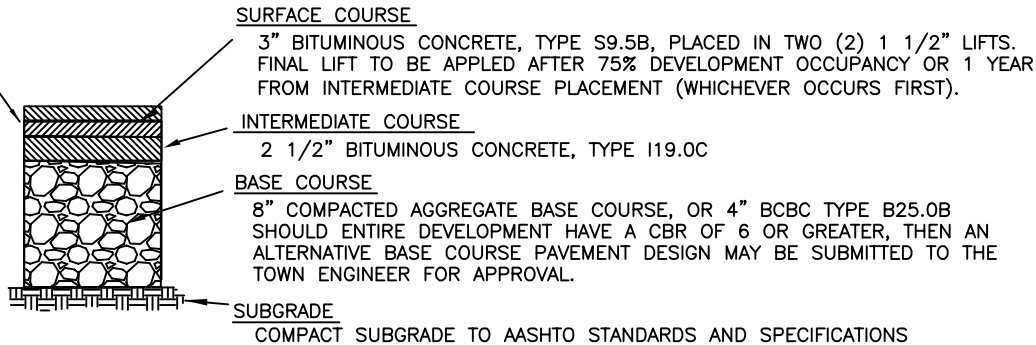 SURFACE COURSE
3" BITUMINOUS CONCRETE, TYPE S9.5B, PLACED IN TWO (2) 1 1/2" LIFTS.
FINAL LIFT TO BE APPLED AFTER 75% DEVELOPMENT OCCUPANCY OR 1 YEAR
FROM INTERMEDIATE COURSE PLACEMENT (WHICHEVER OCCURS FIRST).
INTERMEDIATE COURSE
2 1/2" BITUMINOUS CONCRETE, TYPE I19.0C
BASE COURSE
8" COMPACTED AGGREGATE BASE COURSE, OR 4" BCBC TYPE B25.0B
SHOULD ENTIRE DEVELOPMENT HAVE A CBR OF 6 OR GREATER, THEN AN
ALTERNATIVE BASE COURSE PAVEMENT DESIGN MAY BE SUBMITTED TO THE
TOWN ENGINEER FOR APPROVAL.
SUBGRADE
COMPACT SUBGRADE TO AASHTO STANDARDS AND SPECIFICATIONS